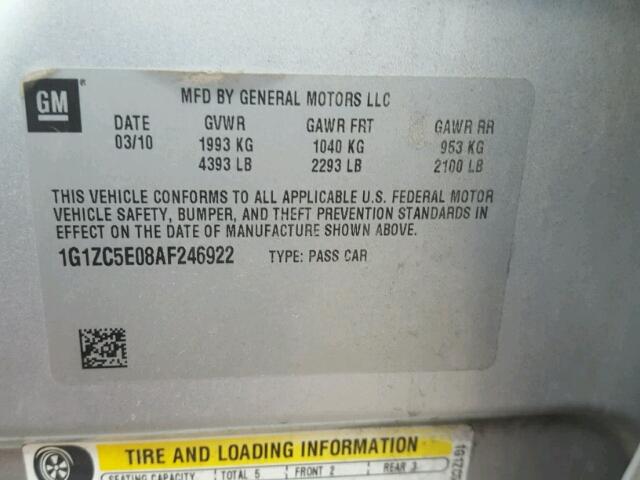 GM
MFD BY GENERAL MOTORS LLC
DATE GVWR GAWR FRT GAWR RR
03/10 1993 KG 1040 KG 953 KG
4393 LB 2293 LB 2100 LB
THIS VEHICLE CONFORMS TO ALL APPLICABLE U.S. FEDERAL MOTOR
VEHICLE SAFETY, BUMPER, AND THEFT PREVENTION STANDARDS IN
EFFECT ON THE DATE OF MANUFACTURE SHOWN ABOVE.
1G1ZC5E08AF246922 TYPE: PASS CAR
TIRE AND LOADING INFORMATION
SEATING CAPACITY TOTAL 5 FRONT 2 REAR 3